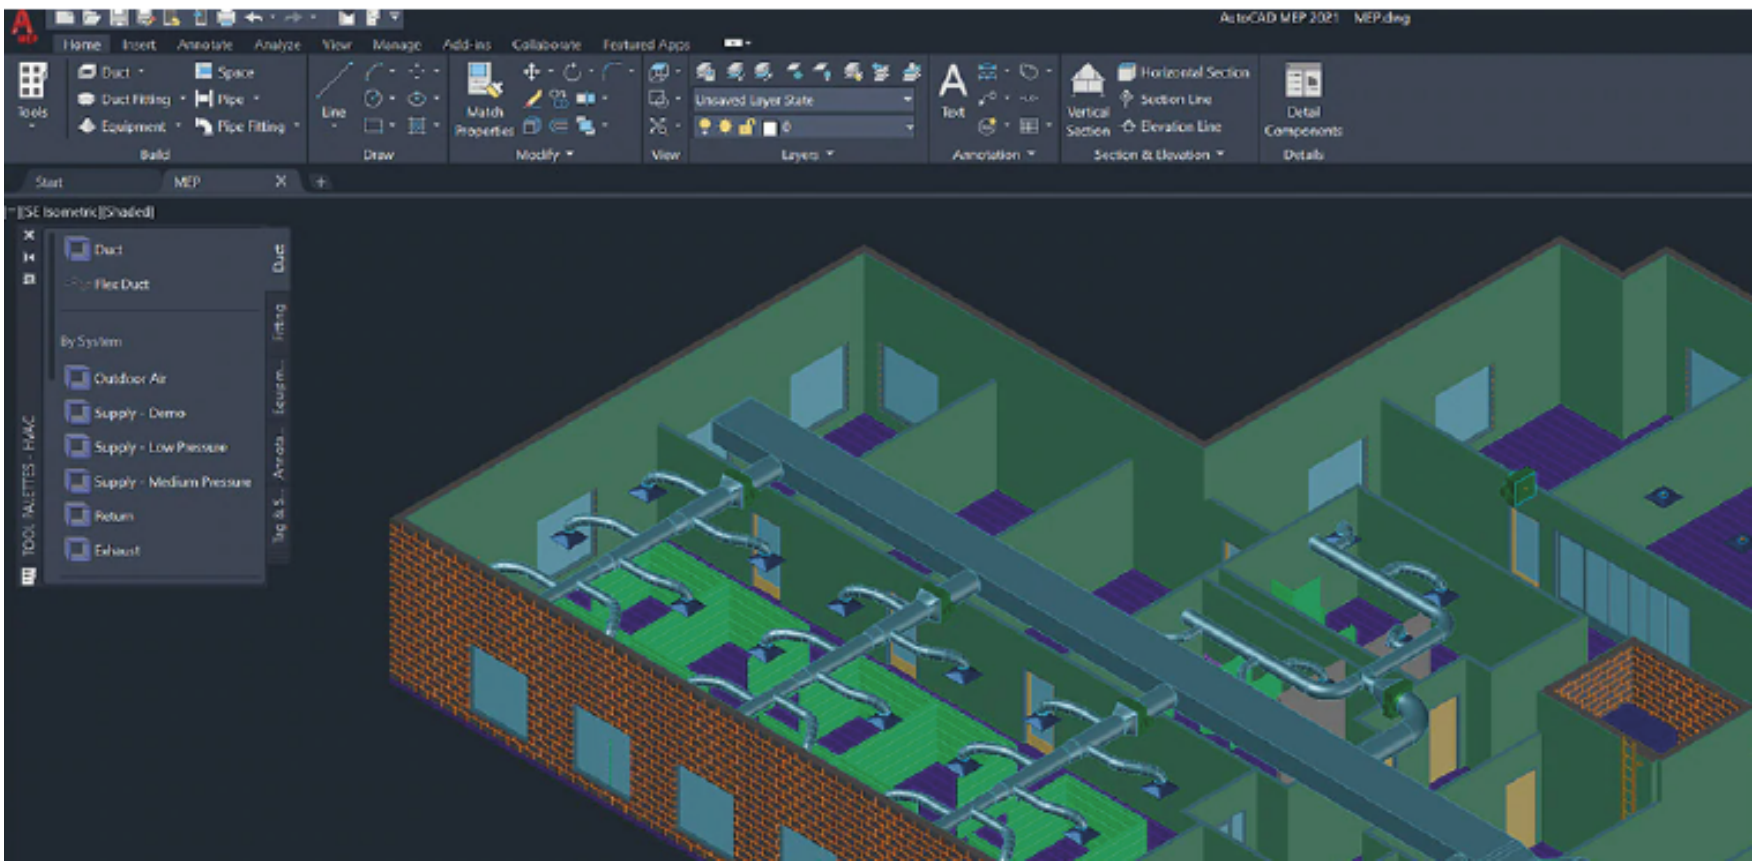 AutoCAD MEP 2021 MEP.dwg
MEP
Home Insert Annotate Analyze View Manage Add-ins Collaborate Featured Apps
Duct Space
Duct Fitting Pipe
Equipment Pipe Fitting
Tools
Build
Line
Draw
Match
Properties
Modify
View
Unsaved Layer State
0
Layers
A
Text
Annotation
Vertical
Section
Horizontal Section
Section Line
Elevation Line
Section & Elevation
Detail
Components
Details
Start MEP X +
[-][SE Isometric][Shaded]
Duct
Flex Duct
By System
Outdoor Air
Supply - Demo
Supply - Low Pressure
Supply - Medium Pressure
Return
Exhaust
Duct
Fitting
Equipm...
Annota...
Tag & S...
TOOL PALETTES - HVAC